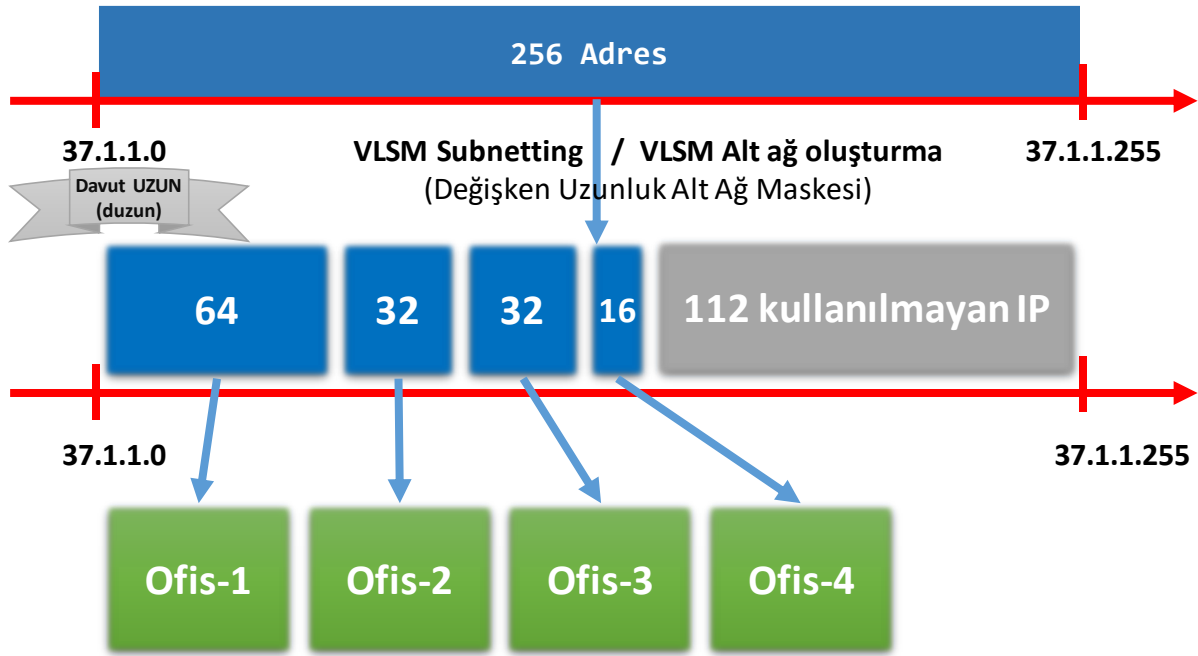 256 Adres
37.1.1.0
VLSM Subnetting / VLSM Alt ağ oluşturma
37.1.1.255
(Değişken Uzunluk Alt Ağ Maskesi)
Davut UZUN
(duzun)
64
32
32
16
112 kullanılmayan IP
37.1.1.0
37.1.1.255
Ofis-1
Ofis-2
Ofis-3
Ofis-4